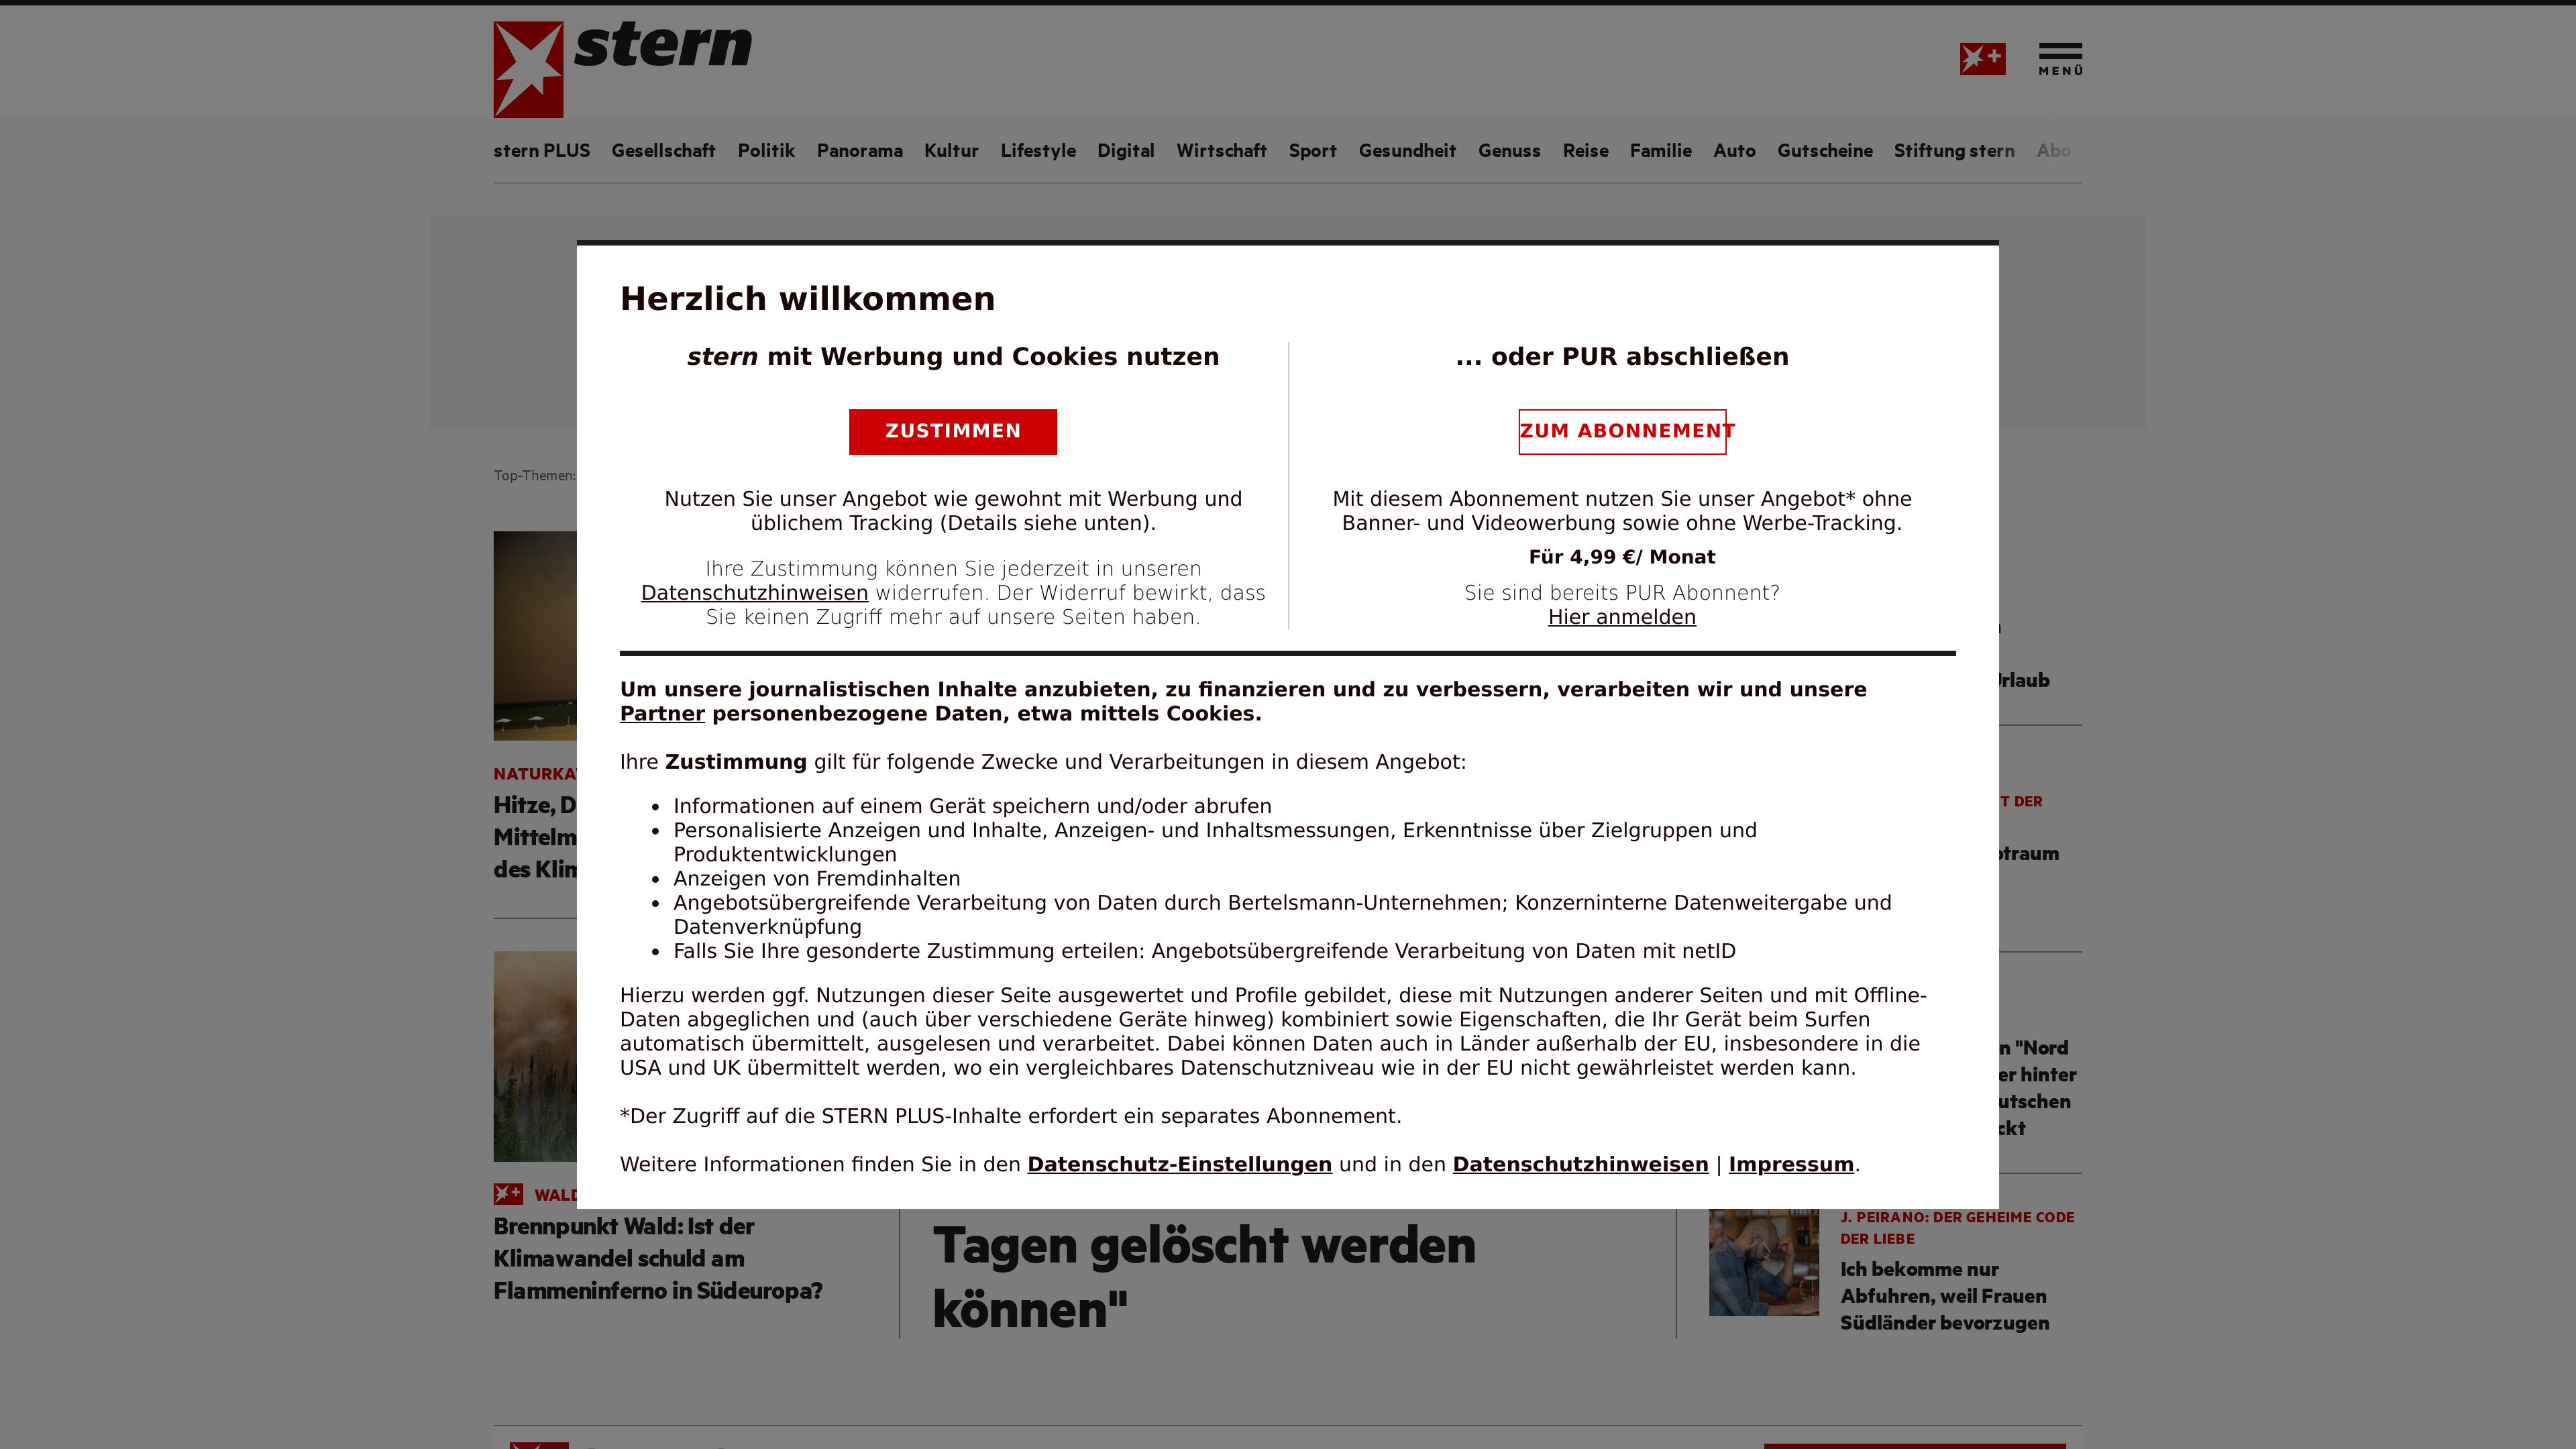 stern
MENÜ
stern PLUS Gesellschaft Politik Panorama Kultur Lifestyle Digital Wirtschaft Sport Gesundheit Genuss Reise Familie Auto Gutscheine Stiftung stern Abo
Herzlich willkommen
stern mit Werbung und Cookies nutzen
ZUSTIMMEN
Nutzen Sie unser Angebot wie gewohnt mit Werbung und
üblichem Tracking (Details siehe unten).
Ihre Zustimmung können Sie jederzeit in unseren
Datenschutzhinweisen widerrufen. Der Widerruf bewirkt, dass
Sie keinen Zugriff mehr auf unsere Seiten haben.
... oder PUR abschließen
ZUM ABONNEMENT
Mit diesem Abonnement nutzen Sie unser Angebot* ohne
Banner- und Videowerbung sowie ohne Werbe-Tracking.
Für 4,99 €/ Monat
Sie sind bereits PUR Abonnent?
Hier anmelden
Um unsere journalistischen Inhalte anzubieten, zu finanzieren und zu verbessern, verarbeiten wir und unsere
Partner personenbezogene Daten, etwa mittels Cookies.
Ihre Zustimmung gilt für folgende Zwecke und Verarbeitungen in diesem Angebot:
• Informationen auf einem Gerät speichern und/oder abrufen
• Personalisierte Anzeigen und Inhalte, Anzeigen- und Inhaltsmessungen, Erkenntnisse über Zielgruppen und
Produktentwicklungen
• Anzeigen von Fremdinhalten
• Angebotsübergreifende Verarbeitung von Daten durch Bertelsmann-Unternehmen; Konzerninterne Datenweitergabe und
Datenverknüpfung
• Falls Sie Ihre gesonderte Zustimmung erteilen: Angebotsübergreifende Verarbeitung von Daten mit netID
Hierzu werden ggf. Nutzungen dieser Seite ausgewertet und Profile gebildet, diese mit Nutzungen anderer Seiten und mit Offline-
Daten abgeglichen und (auch über verschiedene Geräte hinweg) kombiniert sowie Eigenschaften, die Ihr Gerät beim Surfen
automatisch übermittelt, ausgelesen und verarbeitet. Dabei können Daten auch in Länder außerhalb der EU, insbesondere in die
USA und UK übermittelt werden, wo ein vergleichbares Datenschutzniveau wie in der EU nicht gewährleistet werden kann.
*Der Zugriff auf die STERN PLUS-Inhalte erfordert ein separates Abonnement.
Weitere Informationen finden Sie in den Datenschutz-Einstellungen und in den Datenschutzhinweisen | Impressum.
Top-Themen:
NATURKA
Hitze, D
Mittelm
des Klim
WALD
Brennpunkt Wald: Ist der
Klimawandel schuld am
Flammeninferno in Südeuropa?
Tagen gelöscht werden
können"
Urlaub
T DER
otraum
n "Nord
er hinter
utschen
ckt
J. PEIRANO: DER GEHEIME CODE
DER LIEBE
Ich bekomme nur
Abfuhren, weil Frauen
Südländer bevorzugen